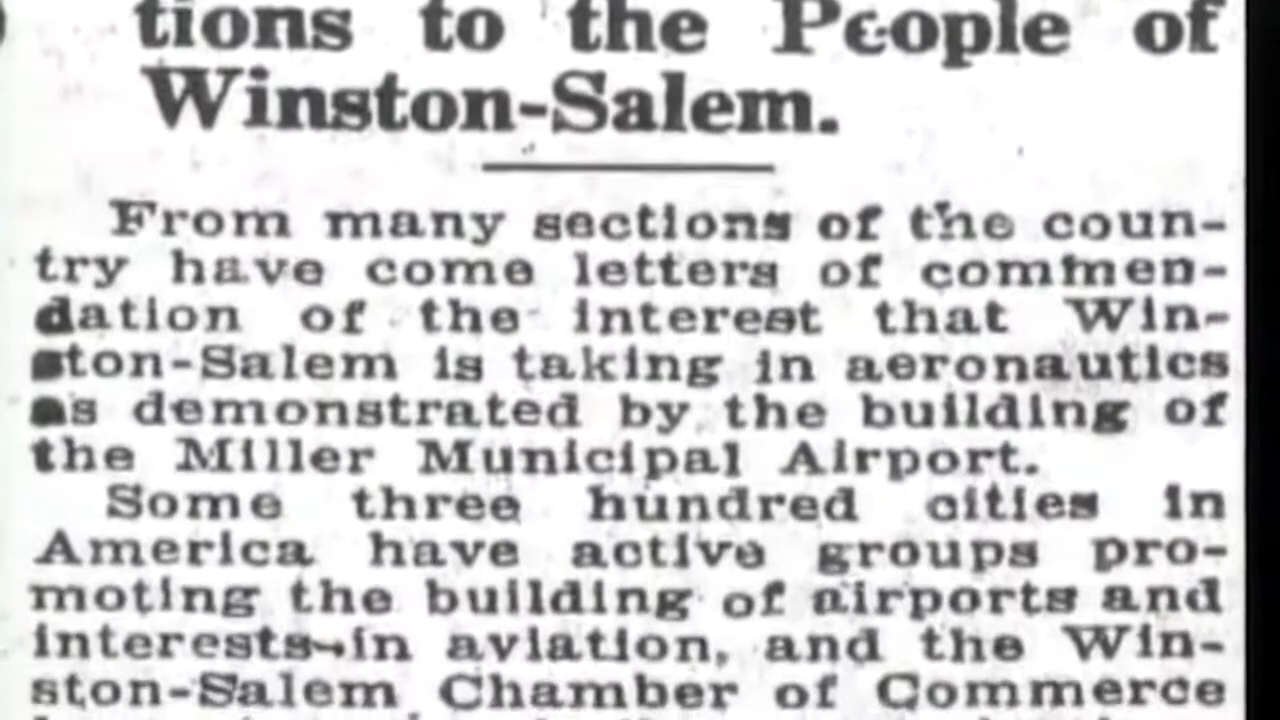 tions to the People of
Winston-Salem.
From many sections of the coun-
try have come letters of commen-
dation of the interest that Win-
ston-Salem is taking in aeronautics
as demonstrated by the building of
the Miller Municipal Airport.
Some three hundred cities in
America have active groups pro-
moting the building of airports and
interests in aviation, and the Win-
ston-Salem Chamber of Commerce